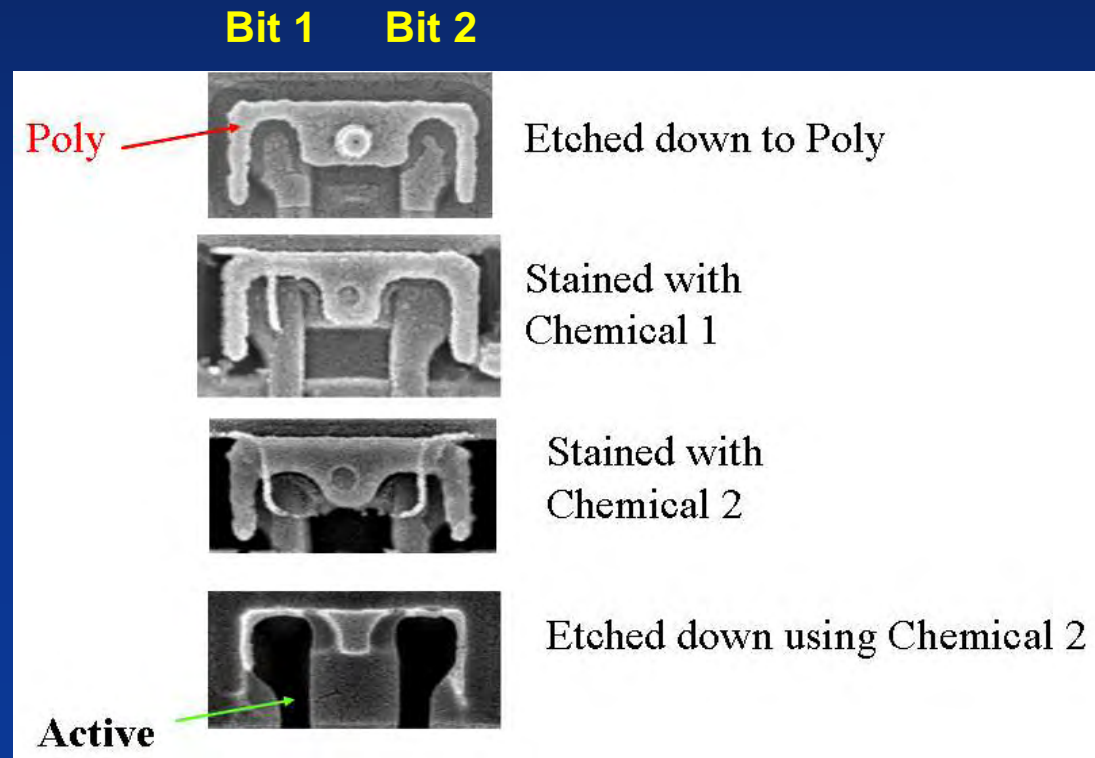 Bit 1 Bit 2
Poly
Etched down to Poly
Stained with
Chemical 1
Stained with
Chemical 2
Etched down using Chemical 2
Active